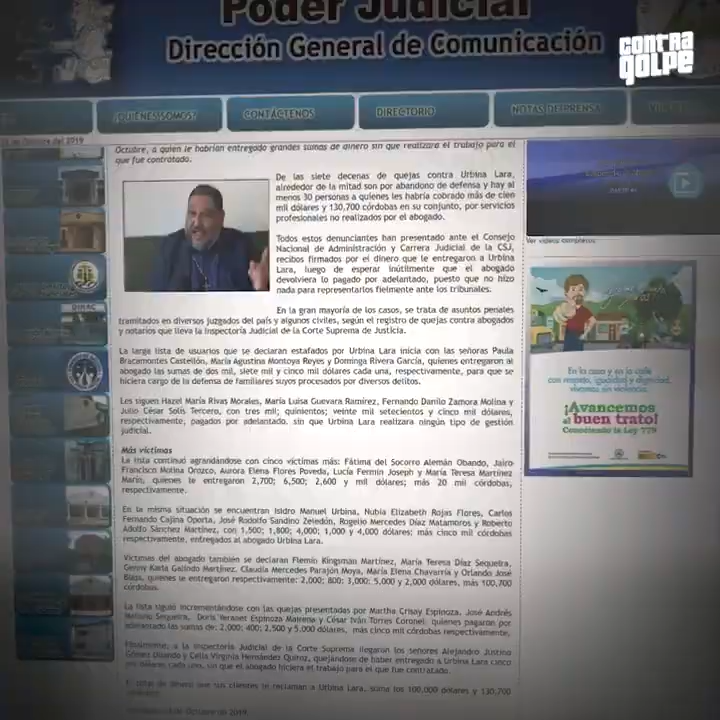 Poder Judicial
Dirección General de Comunicación
CONTRA
GOLPE
¿QUIENES SOMOS?
CONTÁCTENOS
DIRECTORIO
NOTAS DE PRENSA
del 2019
Octubre, a quien le habrían entregado grandes sumas de dinero sin que realizara el trabajo para el
que fue contratado.
De las siete decenas de quejas contra Urbina Lara,
alrededor de la mitad son por abandono de defensa y hay al
menos 30 personas a quienes les habría cobrado más de cien
mil dólares y 130,700 córdobas en su conjunto, por servicios
profesionales no realizados por el abogado.
Todos estos denunciantes han presentado ante el Consejo
Nacional de Administración y Carrera Judicial de la CSJ,
recibos firmados por el dinero que le entregaron a Urbina
Lara, luego de esperar inútilmente que el abogado
devolviera lo pagado por adelantado, puesto que no hizo
nada para representarlos fielmente ante los tribunales.
En la gran mayoría de los casos, se trata de asuntos penales
tramitados en diversos juzgados del país y algunos civiles, según el registro de quejas contra abogados
y notarios que lleva la Inspectoría Judicial de la Corte Suprema de Justicia.
La larga lista de usuarios que se declaran estafados por Urbina Lara inicia con las señoras Paula
Bracamontes Castellón, María Agustina Montoya Reyes y Dominga Rivera García, quienes entregaron al
abogado las sumas de dos mil, siete mil y cinco mil dólares cada una, respectivamente, para que se
hiciera cargo de la defensa de familiares suyos procesados por diversos delitos.
Les siguen Hazel María Rivas Morales, María Luisa Guevara Ramírez, Fernando Danilo Zamora Molina y
Julio César Solís Tercero, con tres mil; quinientos; veinte mil setecientos y cinco mil dólares,
respectivamente, pagados por adelantado, sin que Urbina Lara realizara ningún tipo de gestión
judicial.
Más víctimas
La lista continuó agrandándose con cinco víctimas más: Fátima del Socorro Alemán Obando, Jairo
Francisco Molina Orozco, Aurora Elena Flores Poveda, Lucía Fermín Joseph y María Teresa Martínez
Marín, quienes le entregaron 2,700; 6,500; 2,600 y mil dólares; más 20 mil córdobas,
respectivamente.
En la misma situación se encuentran Isidro Manuel Urbina, Nubia Elizabeth Rojas Flores, Carlos
Fernando Cajina Oporta, José Rodolfo Sandino Zeledón, Rogelio Mercedes Díaz Matamoros y Roberto
Adolfo Sánchez Martínez, con 1,500; 1,800; 4,000; 1,000 y 4,000 dólares; más cinco mil córdobas
respectivamente, entregados al abogado Urbina Lara.
Víctimas del abogado también se declaran Flemin Kingsman Martínez, María Teresa Díaz Sequeira,
Genny Karla Galindo Martínez, Claudia Mercedes Parajón Moya, María Elena Chavarría y Orlando José
quienes le entregaron respectivamente: 2,000; 800; 3,000; 5,000 y 2,000 dólares, más 100,700
córdobas.
La lista siguió incrementándose con las quejas presentadas por Martha Crisay Espinoza, José Andrés
Sequeira, Doris Yeranet Espinoza Mairena y César Iván Torres Coronel, quienes pagaron por
adelantado las sumas de: 2,000; 400; 2,500 y 5,000 dólares, más cinco mil córdobas respectivamente.
Finalmente, a la Inspectoría Judicial de la Corte Suprema llegaron los señores Alejandro Justino
Gómez Obando y Celia Virginia Hernández Quiroz, quejándose de haber entregado a Urbina Lara cinco
mil dólares cada uno, sin que el abogado hiciera el trabajo para el que fue contratado.
El total de dinero que sus clientes le reclaman a Urbina Lara, suma los 100,000 dólares y 130,700
de Octubre de 2019.
Ver videos completos
En la casa y en la calle
con respeto, igualdad y dignidad,
vivamos sin violencia.
¡Avancemos
al buen trato!
Conociendo la Ley 779